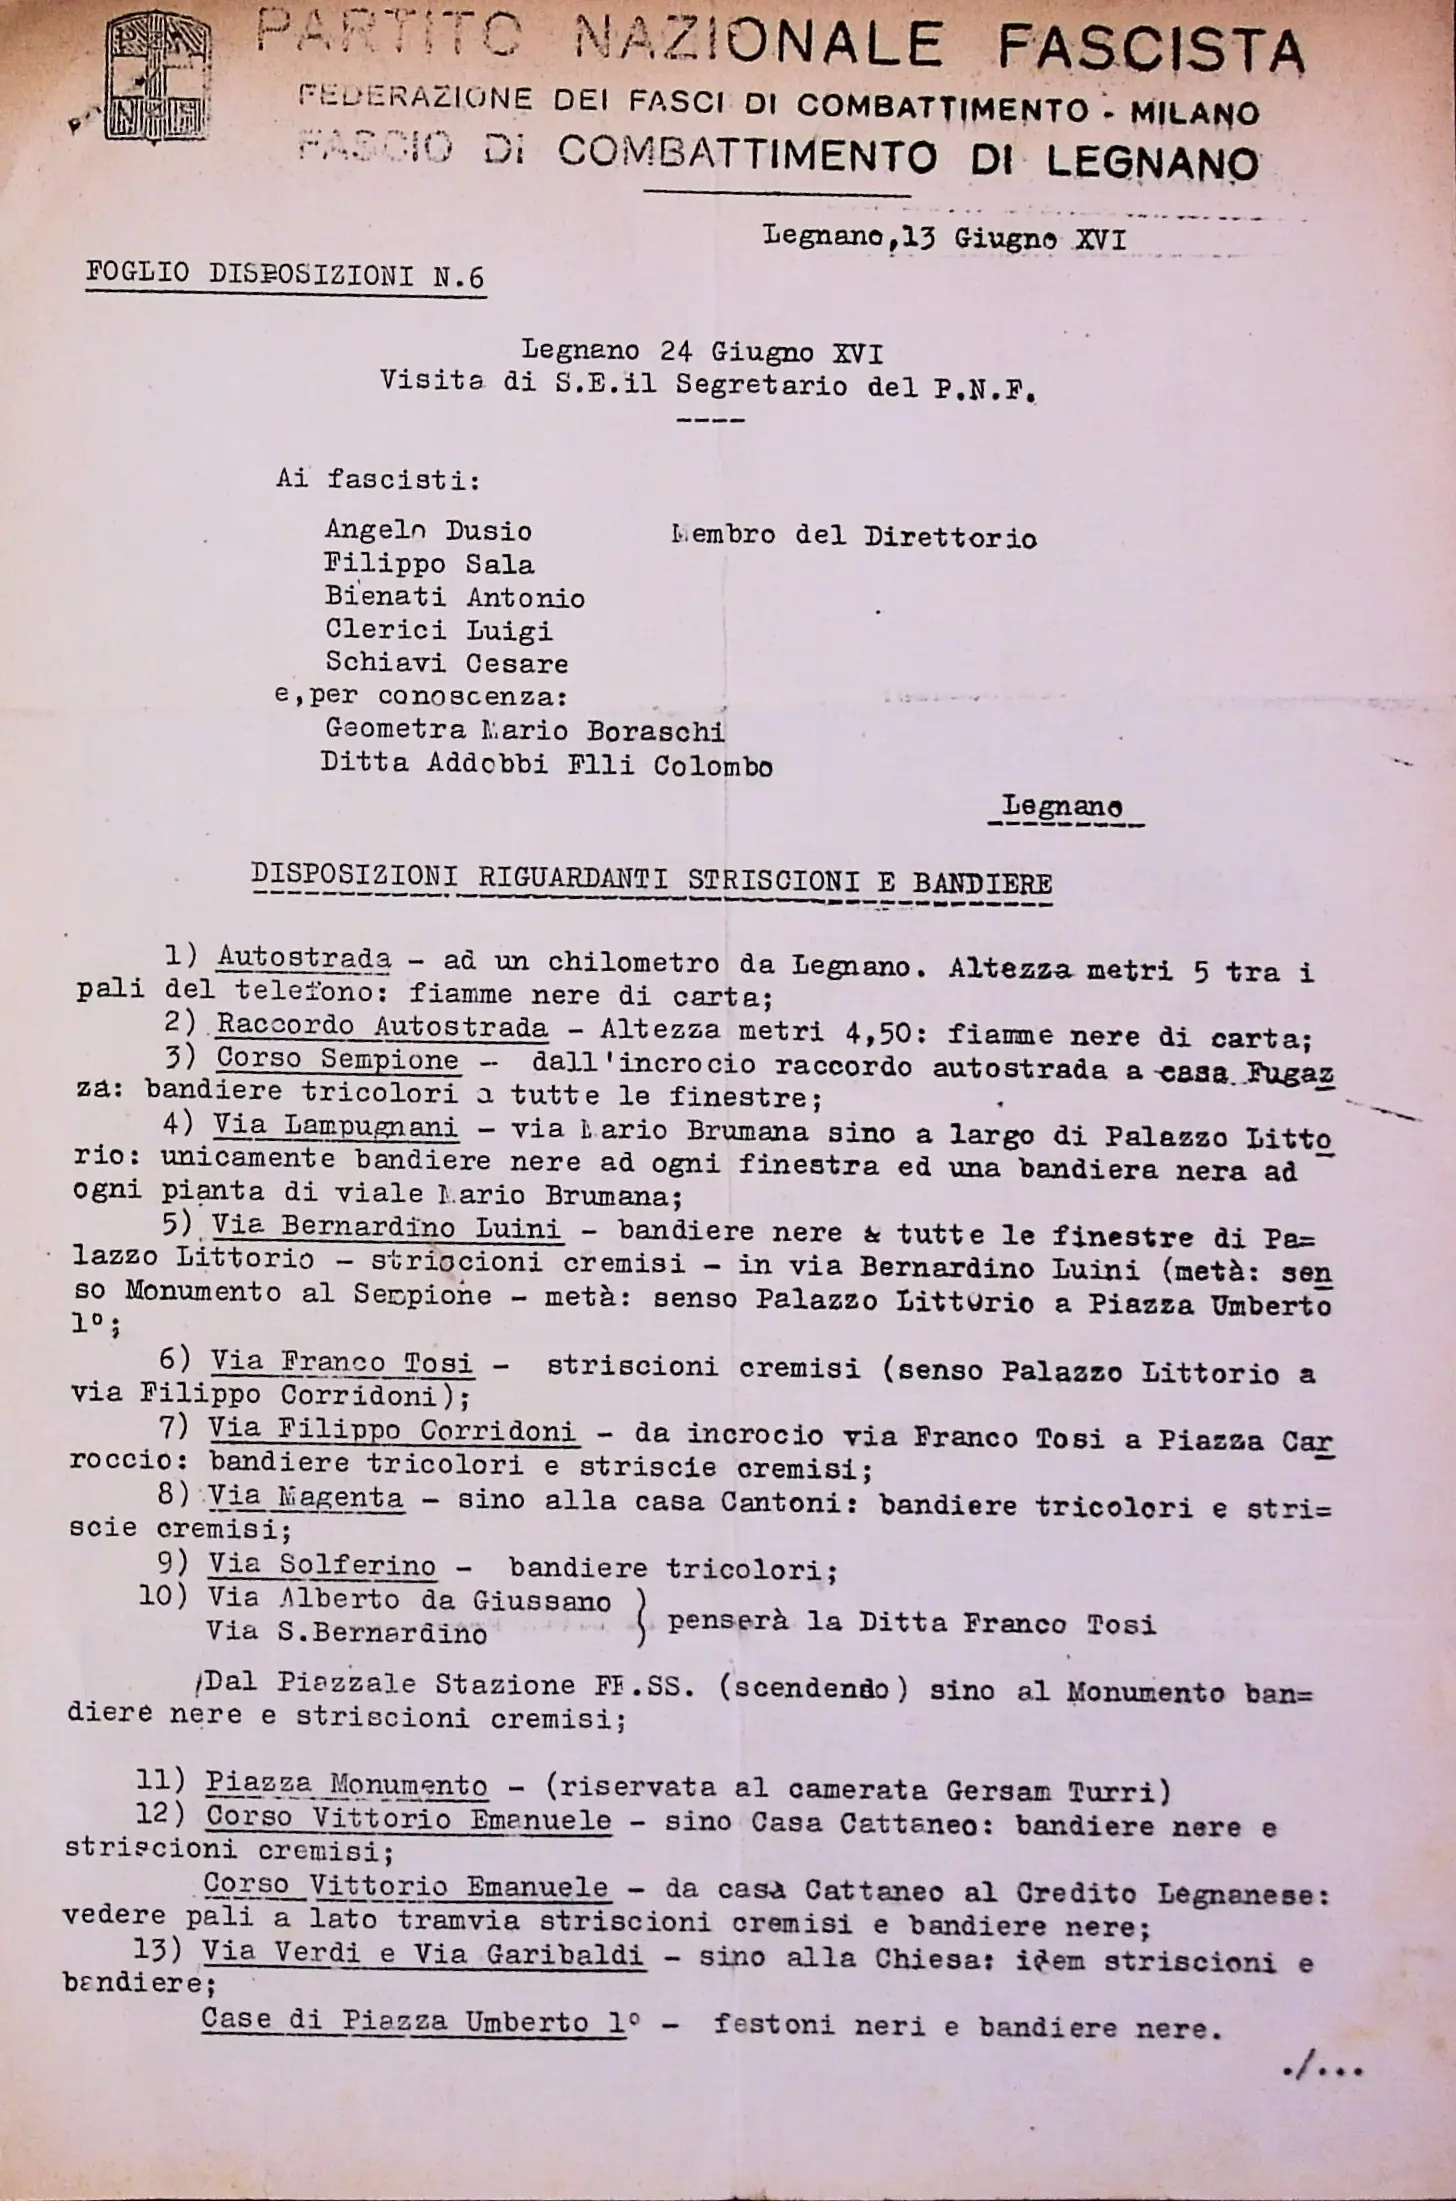 PARTITO NAZIONALE FASCISTA
FEDERAZIONE DEI FASCI DI COMBATTIMENTO - MILANO
FASCIO DI COMBATTIMENTO DI LEGNANO
Legnano,13 Giugno XVI
FOGLIO DISPOSIZIONI N.6
Legnano 24 Giugno XVI
Visita di S.E.il Segretario del P.N.F.
----
Ai fascisti:
Angelo Dusio Membro del Direttorio
Filippo Sala
Bienati Antonio
Clerici Luigi
Schiavi Cesare
e,per conoscenza:
Geometra Mario Boraschi
Ditta Addobbi Flli Colombo
Legnano
DISPOSIZIONI RIGUARDANTI STRISCIONI E BANDIERE
1) Autostrada - ad un chilometro da Legnano. Altezza metri 5 tra i
pali del telefono: fiamme nere di carta;
2) Raccordo Autostrada - Altezza metri 4,50: fiamme nere di carta;
3) Corso Sempione - dall'incrocio raccordo autostrada a casa Fugaz
za: bandiere tricolori a tutte le finestre;
4) Via Lampugnani - via Mario Brumana sino a largo di Palazzo Litto
rio: unicamente bandiere nere ad ogni finestra ed una bandiera nera ad
ogni pianta di viale Mario Brumana;
5) Via Bernardino Luini - bandiere nere a tutte le finestre di Pa=
lazzo Littorio - striscioni cremisi - in via Bernardino Luini (metà: sen
so Monumento al Sempione - metà: senso Palazzo Littorio a Piazza Umberto
1°;
6) Via Franco Tosi - striscioni cremisi (senso Palazzo Littorio a
via Filippo Corridoni);
7) Via Filippo Corridoni - da incrocio via Franco Tosi a Piazza Car
roccio: bandiere tricolori e striscie cremisi;
8) Via Magenta - sino alla casa Cantoni: bandiere tricolori e stri=
scie cremisi;
9) Via Solferino - bandiere tricolori;
10) Via Alberto da Giussano
Via S.Bernardino } penserà la Ditta Franco Tosi
/Dal Piazzale Stazione FF.SS. (scendendo) sino al Monumento ban=
diere nere e striscioni cremisi;
11) Piazza Monumento - (riservata al camerata Gersam Turri)
12) Corso Vittorio Emanuele - sino Casa Cattaneo: bandiere nere e
striscioni cremisi;
Corso Vittorio Emanuele - da casa Cattaneo al Credito Legnanese:
vedere pali a lato tramvia striscioni cremisi e bandiere nere;
13) Via Verdi e Via Garibaldi - sino alla Chiesa: idem striscioni e
bandiere;
Case di Piazza Umberto 1° - festoni neri e bandiere nere.
./...